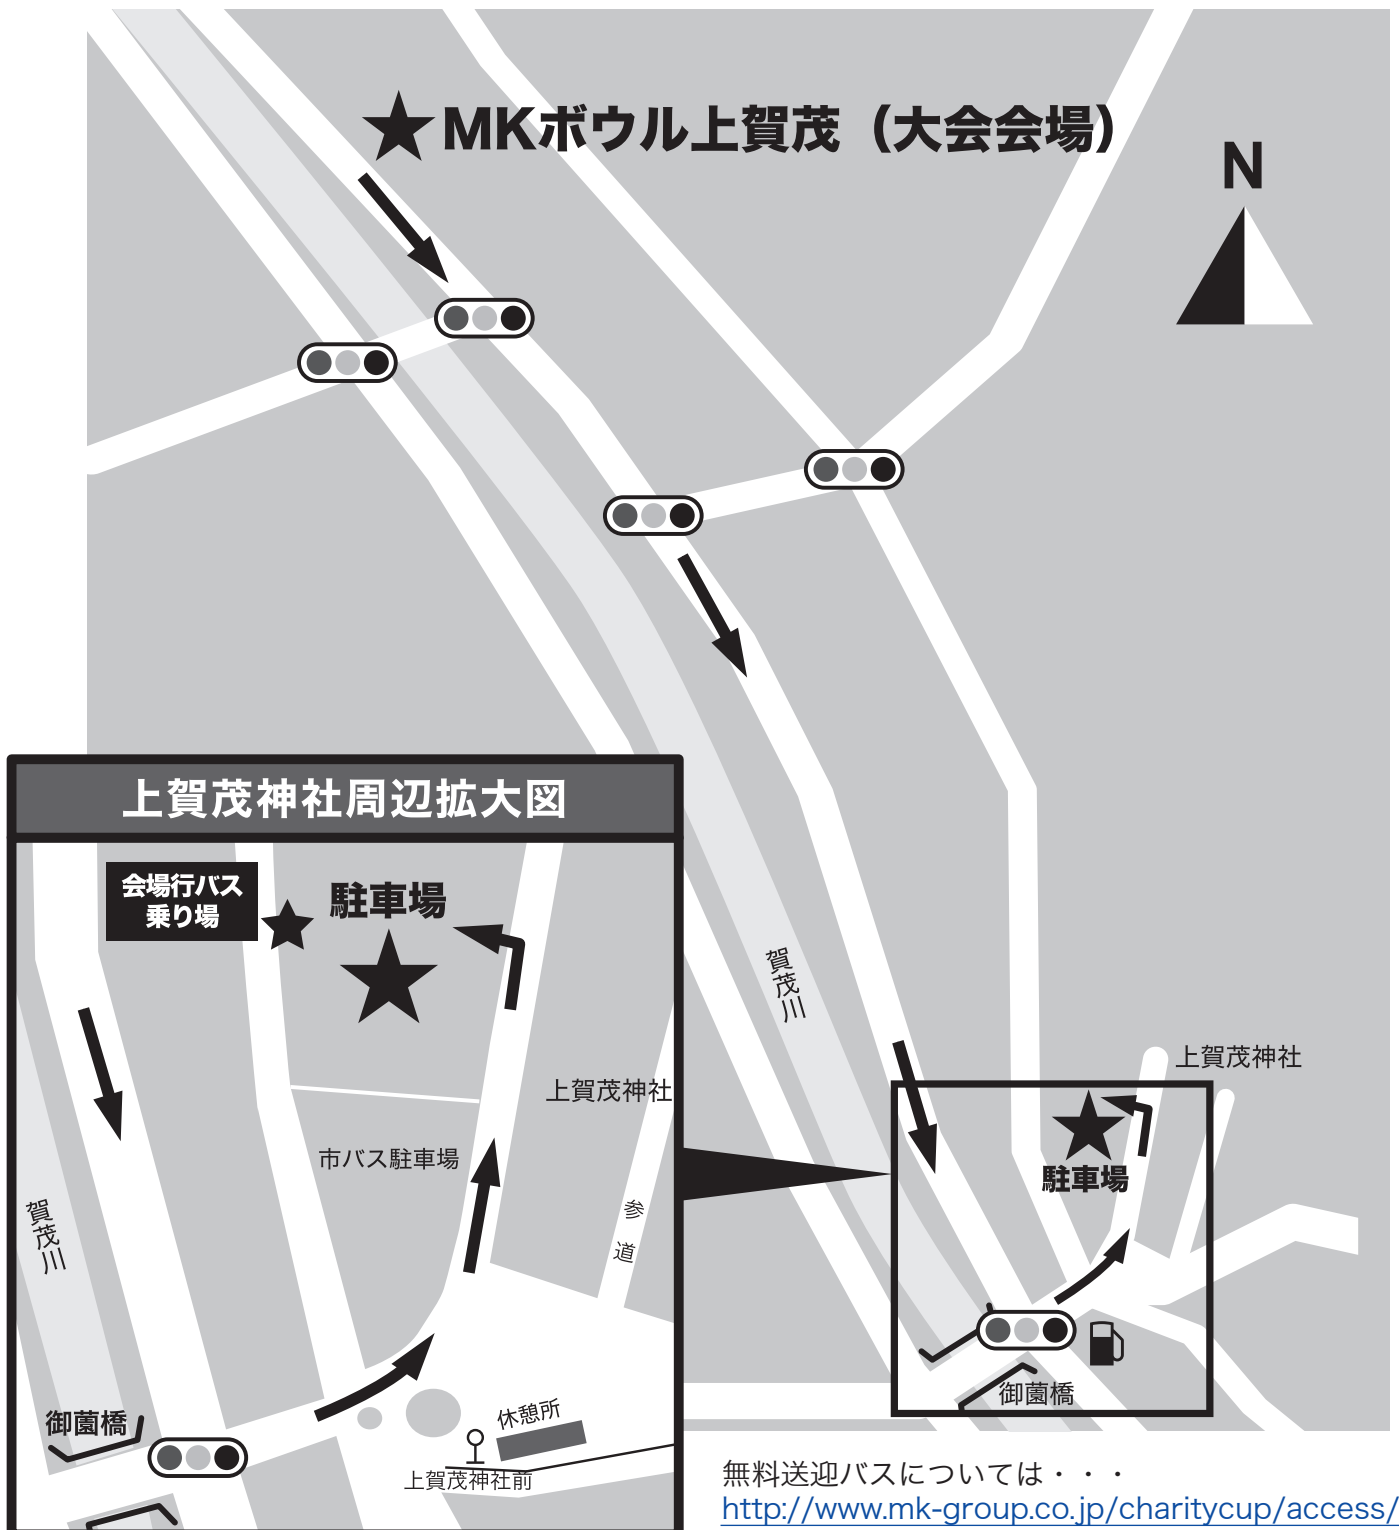 MKボウル上賀茂（大会会場）
N
賀茂川
上賀茂神社
駐車場
御薗橋
上賀茂神社周辺拡大図
会場行バス
乗り場
駐車場
上賀茂神社
市バス駐車場
参道
賀茂川
御薗橋
休憩所
上賀茂神社前
無料送迎バスについては・・・
http://www.mk-group.co.jp/charitycup/access/